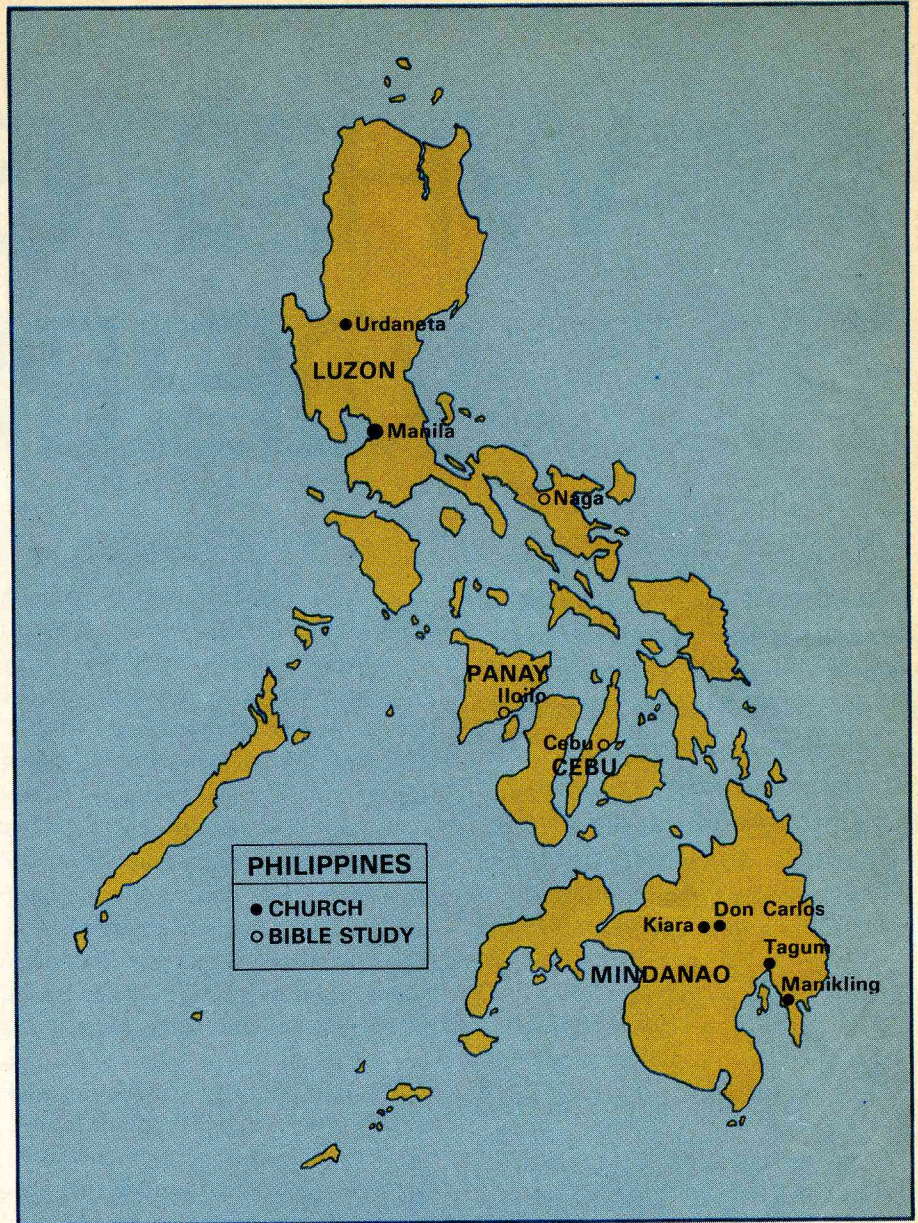 Urdaneta
LUZON
Manila
Naga
PANAY
Iloilo
Cebu
CEBU
PHILIPPINES
● CHURCH
○ BIBLE STUDY
Don Carlos
Kiara
Tagum
MINDANAO
Manikling